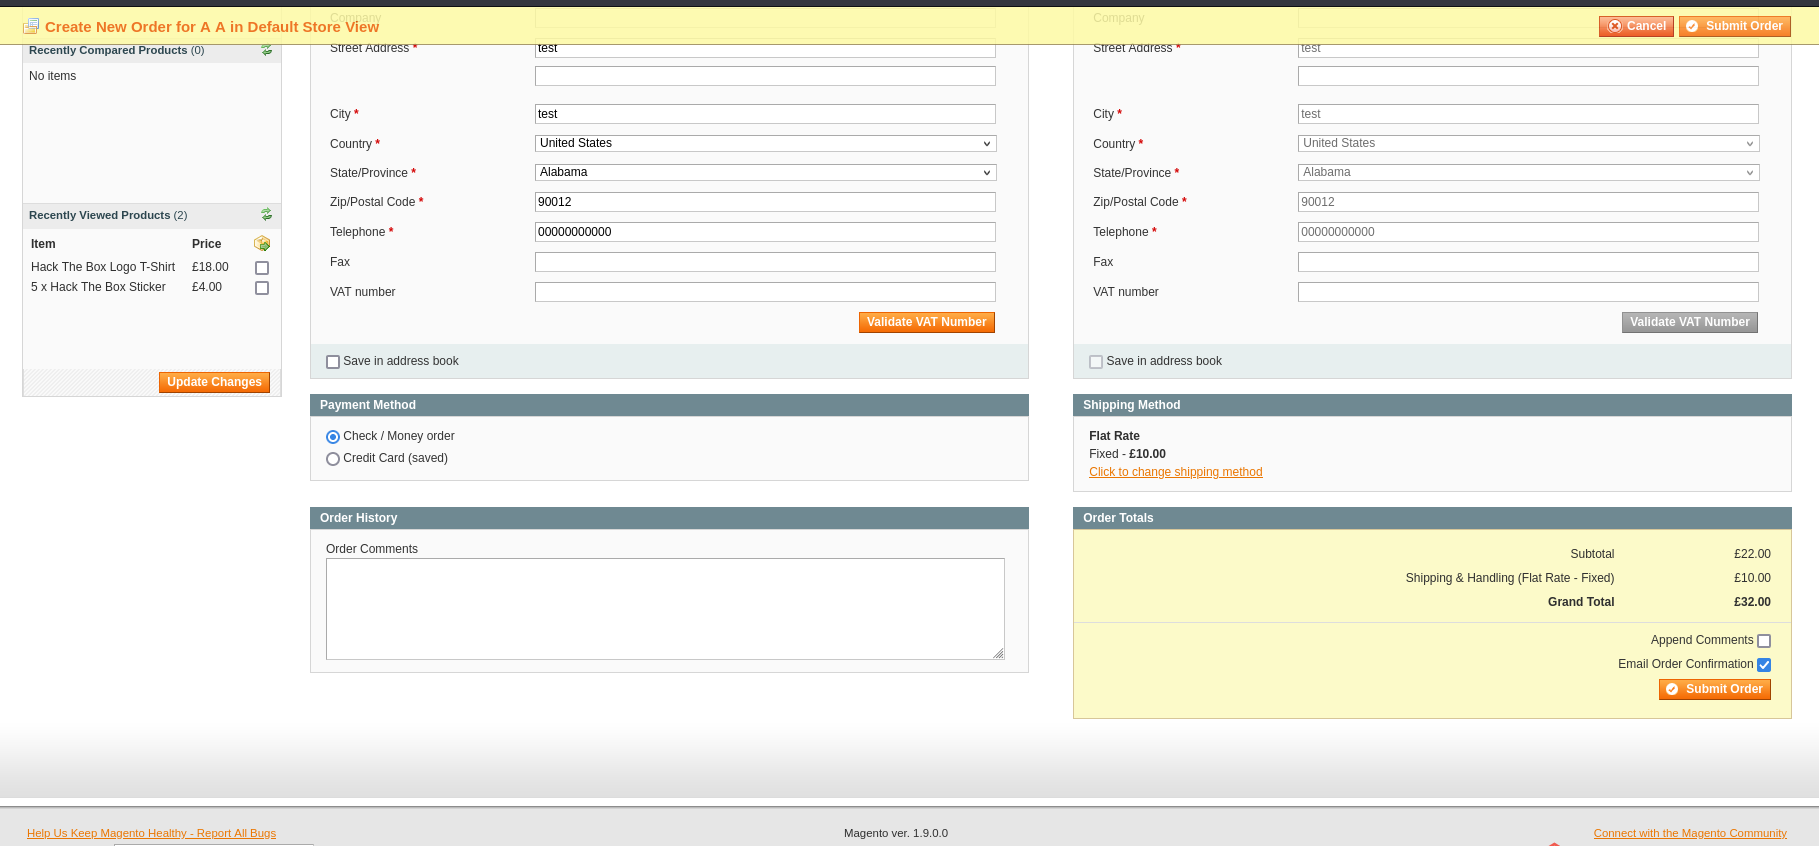 Create New Order for A A in Default Store View
Cancel
Submit Order
Recently Compared Products (0)
No items
Recently Viewed Products (2)
Item Price
Hack The Box Logo T-Shirt £18.00
5 x Hack The Box Sticker £4.00
Update Changes
Company
Street Address * test
City * test
Country * United States
State/Province * Alabama
Zip/Postal Code * 90012
Telephone * 00000000000
Fax
VAT number
Validate VAT Number
Save in address book
Company
Street Address * test
City * test
Country * United States
State/Province * Alabama
Zip/Postal Code * 90012
Telephone * 00000000000
Fax
VAT number
Validate VAT Number
Save in address book
Payment Method
Check / Money order
Credit Card (saved)
Shipping Method
Flat Rate
Fixed - £10.00
Click to change shipping method
Order History
Order Comments
Order Totals
Subtotal £22.00
Shipping & Handling (Flat Rate - Fixed) £10.00
Grand Total £32.00
Append Comments
Email Order Confirmation
Submit Order
Help Us Keep Magento Healthy - Report All Bugs
Magento ver. 1.9.0.0
Connect with the Magento Community